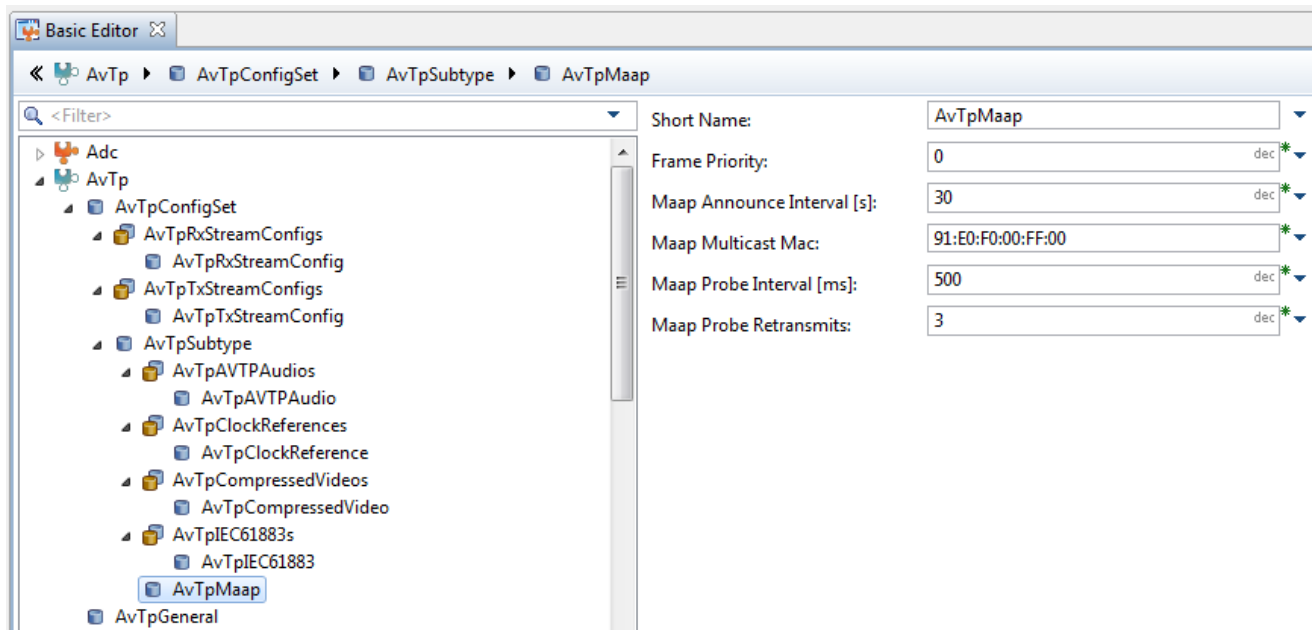 Basic Editor
AvTp AvTpConfigSet AvTpSubtype AvTpMaap
<Filter>
Adc
AvTp
AvTpConfigSet
AvTpRxStreamConfigs
AvTpRxStreamConfig
AvTpTxStreamConfigs
AvTpTxStreamConfig
AvTpSubtype
AvTpAVTPAudios
AvTpAVTPAudio
AvTpClockReferences
AvTpClockReference
AvTpCompressedVideos
AvTpCompressedVideo
AvTpIEC61883s
AvTpIEC61883
AvTpMaap
AvTpGeneral
Short Name: AvTpMaap
Frame Priority: 0 dec
Maap Announce Interval [s]: 30 dec
Maap Multicast Mac: 91:E0:F0:00:FF:00
Maap Probe Interval [ms]: 500 dec
Maap Probe Retransmits: 3 dec